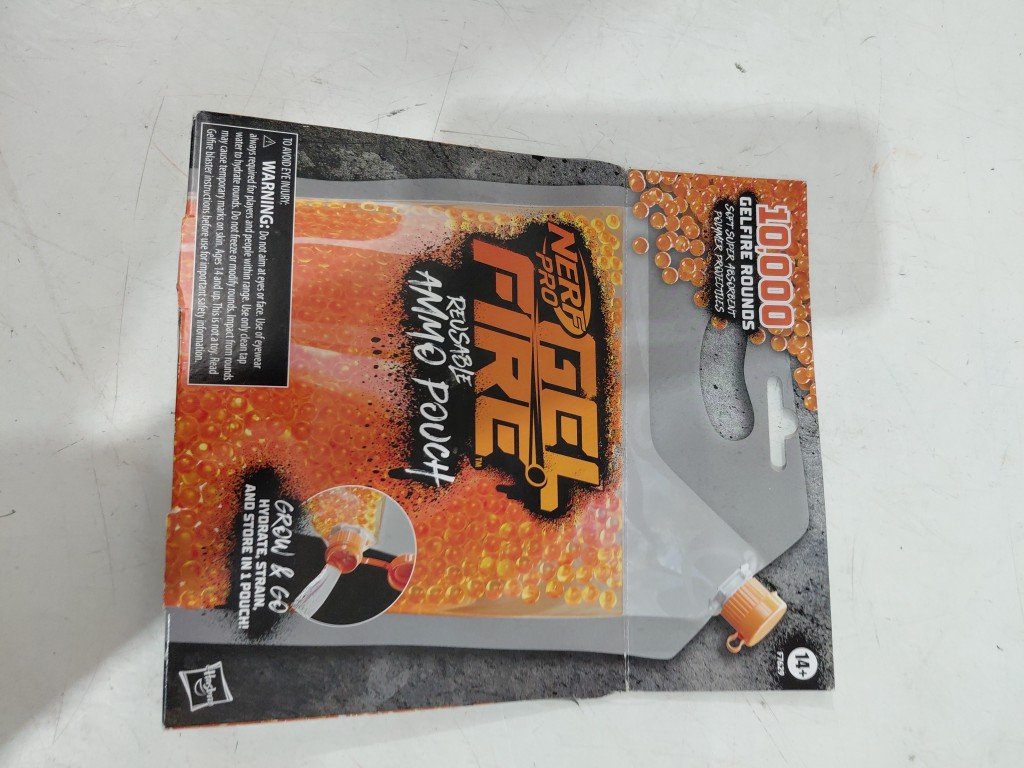 10,000
GELFIRE ROUNDS
SOFT SUPER ABSORBENT
POLYMER PROJECTILES
14+
F7629
NERF
PRO
GEL
FIRE™
REUSABLE
AMMO POUCH
GROW & GO
HYDRATE, STRAIN,
AND STORE IN 1 POUCH!
TO AVOID EYE INJURY:
⚠ WARNING: Do not aim at eyes or face. Use of eyewear
always required for players and people within range. Use only clean tap
water to hydrate rounds. Do not freeze or modify rounds. Impact from rounds
may cause temporary marks on skin. Ages 14 and up. This is not a toy. Read
Gelfire blaster instructions before use for important safety information.
Hasbro